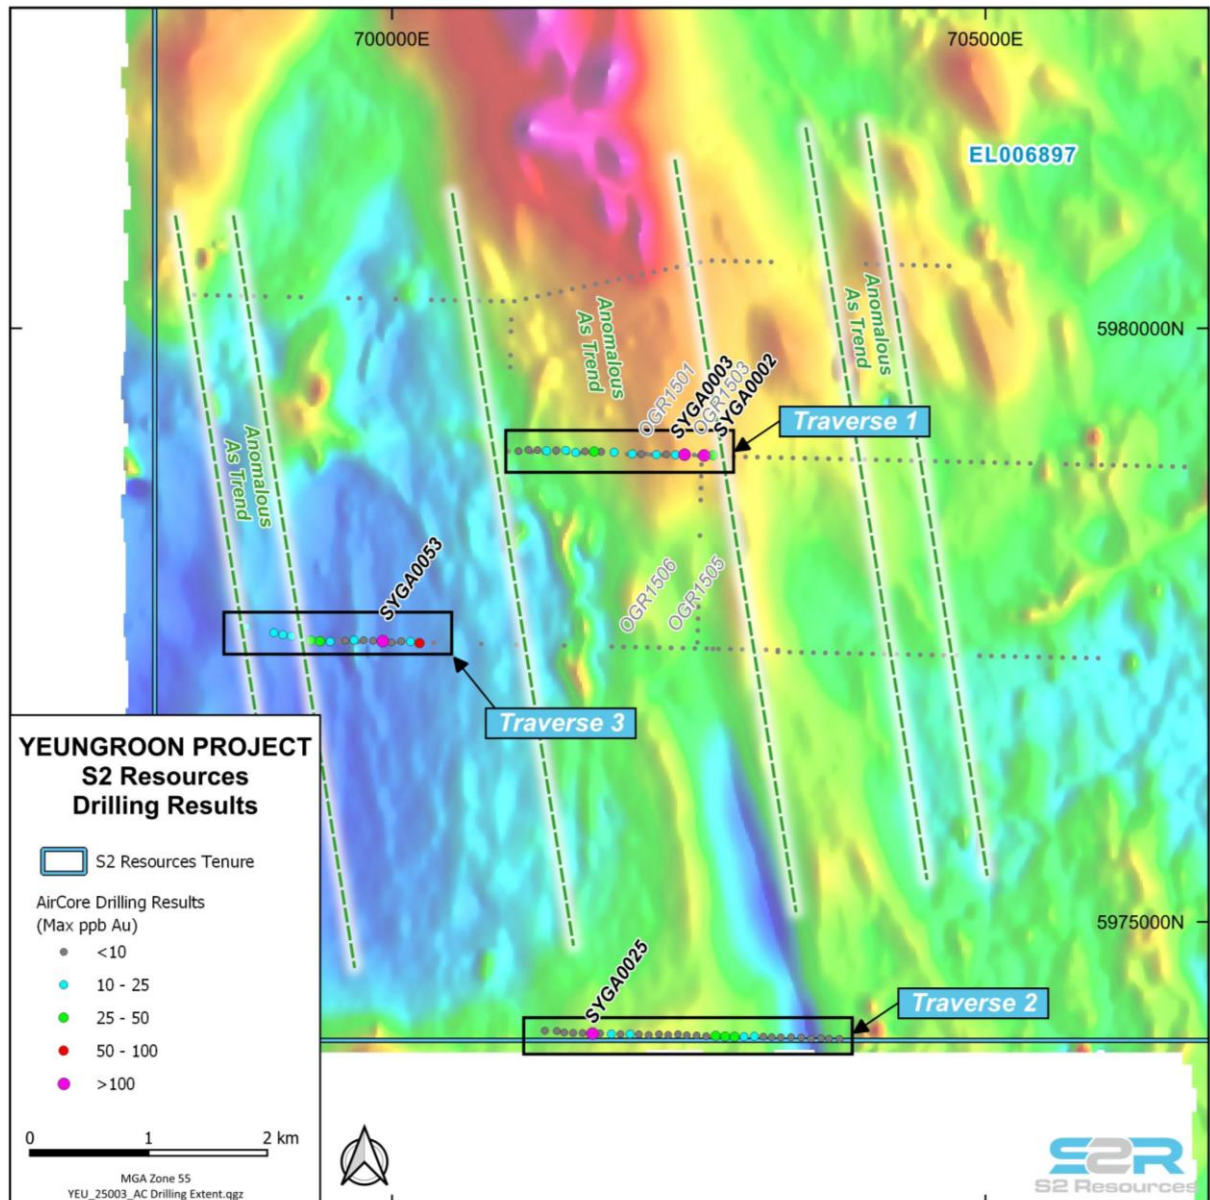 700000E
705000E
EL006897
5980000N
Anomalous
As Trend
Anomalous
As Trend
OGR1501
SYGA0003
OGR1503
SYGA0002
Traverse 1
Anomalous
As Trend
SYGA0053
OGR1506
OGR1505
Traverse 3
YEUNGROON PROJECT
S2 Resources
Drilling Results
S2 Resources Tenure
AirCore Drilling Results
(Max ppb Au)
<10
10 - 25
25 - 50
50 - 100
>100
0 1 2 km
MGA Zone 55
YEU_25003_AC Drilling Extent.qgz
5975000N
SYGA0025
Traverse 2
S2R
S2 Resources